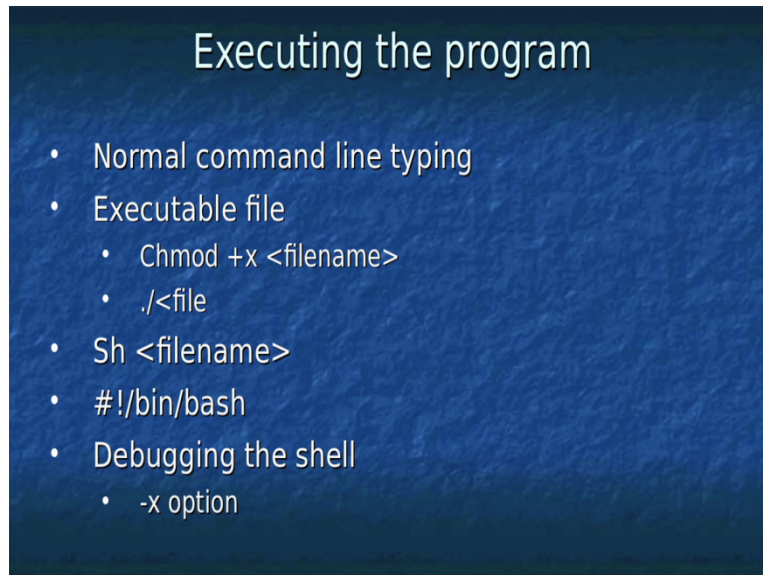 Executing the program
• Normal command line typing
• Executable file
• Chmod +x <filename>
• ./<file
• Sh <filename>
• #!/bin/bash
• Debugging the shell
• -x option